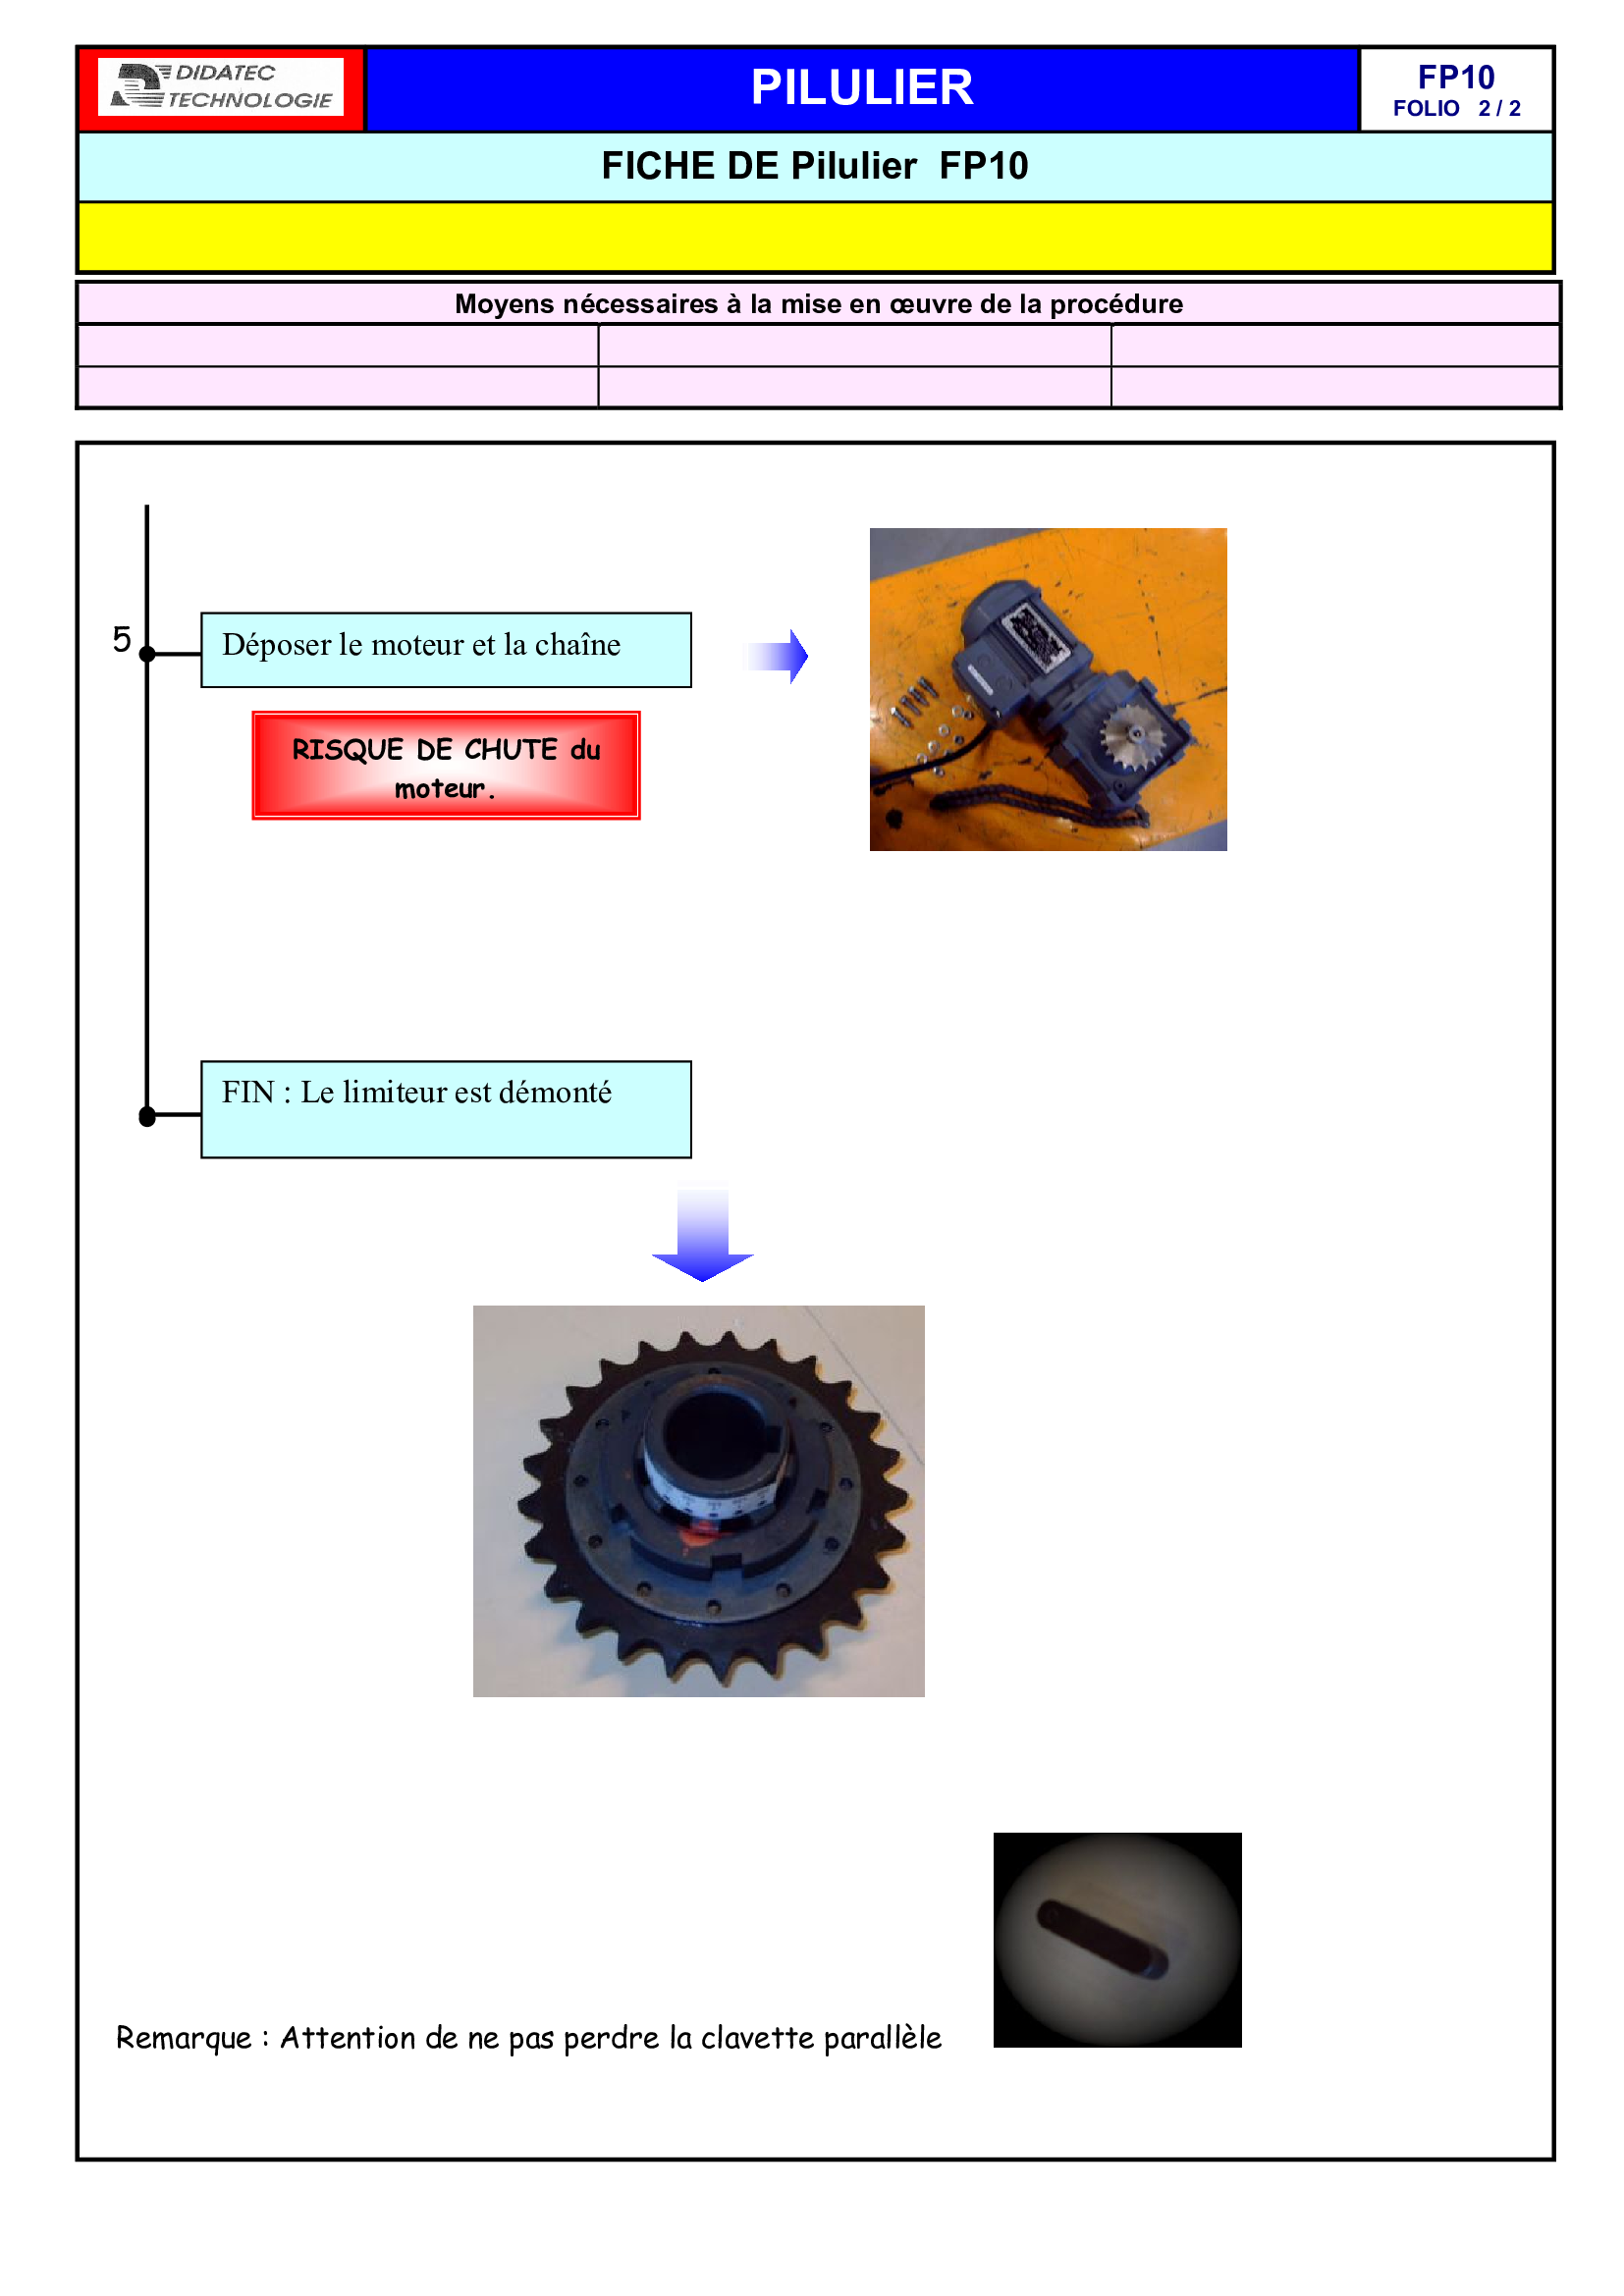 DIDATEC
TECHNOLOGIE
PILULIER
FP10
FOLIO 2 / 2
FICHE DE Pilulier FP10
Moyens nécessaires à la mise en œuvre de la procédure
5
Déposer le moteur et la chaîne
RISQUE DE CHUTE du
moteur.
FIN : Le limiteur est démonté
Remarque : Attention de ne pas perdre la clavette parallèle